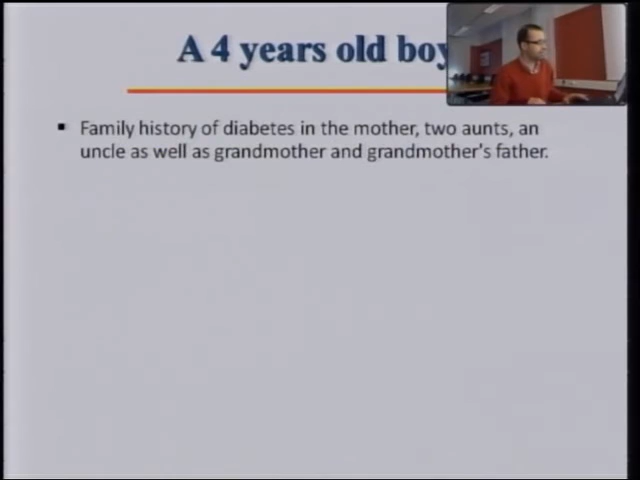 A 4 years old boy
▪ Family history of diabetes in the mother, two aunts, an
uncle as well as grandmother and grandmother's father.